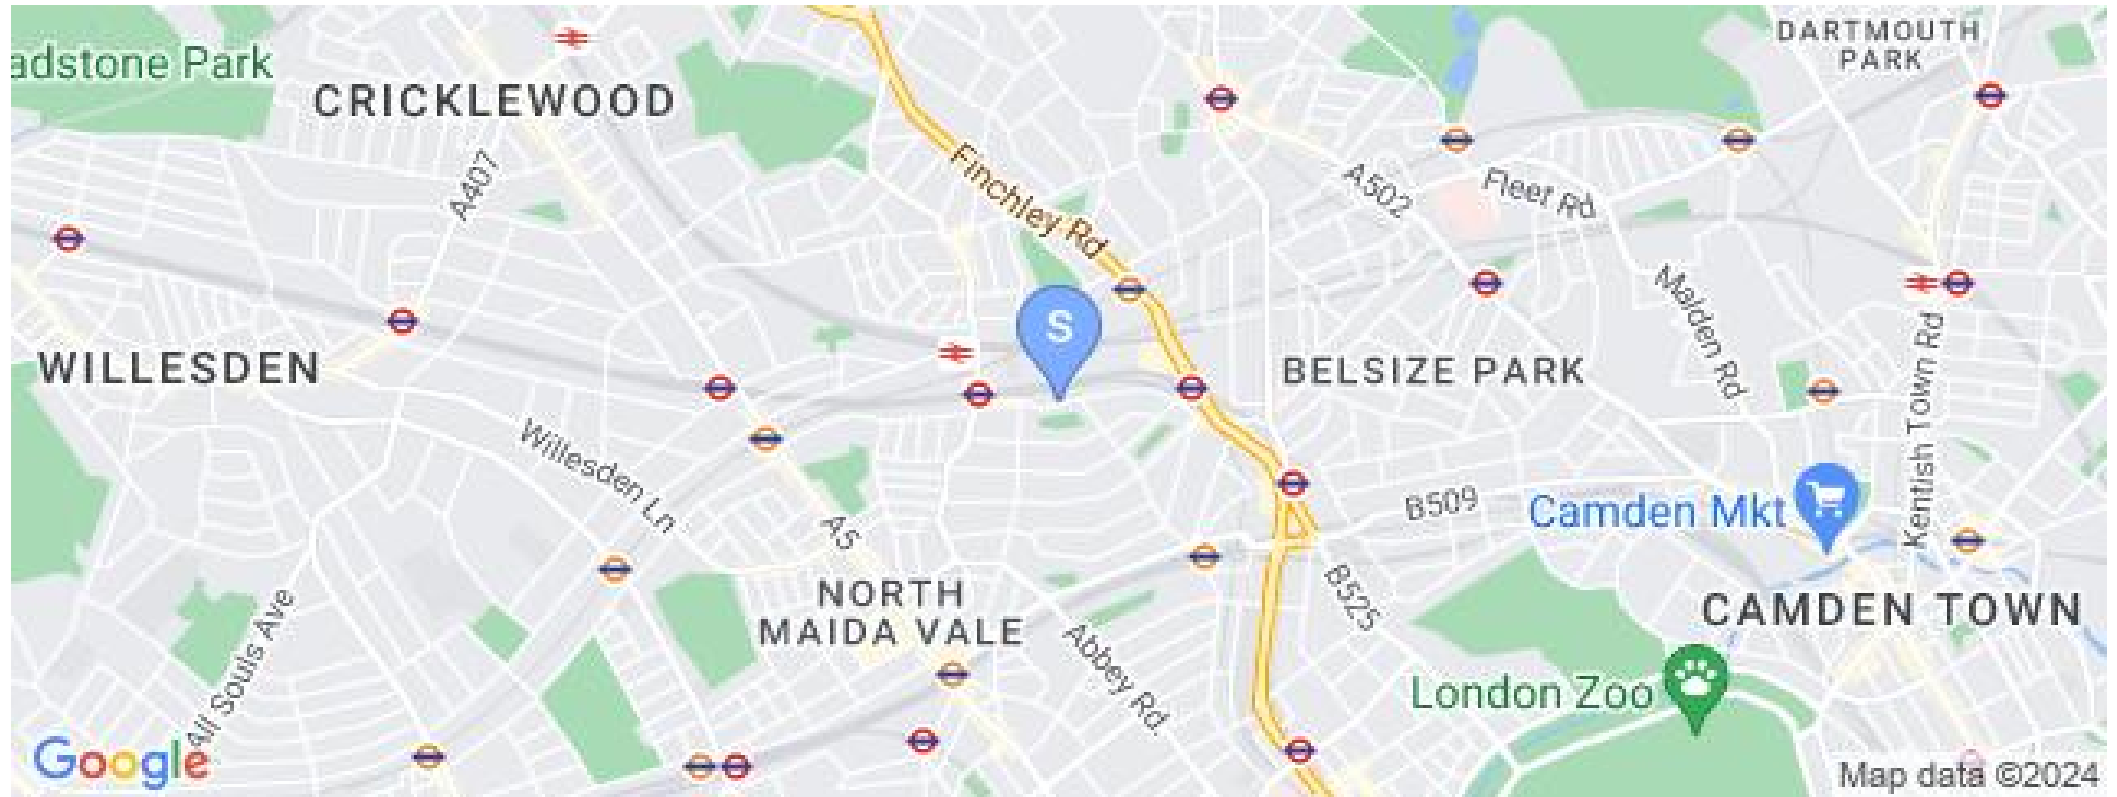 DARTMOUTH
PARK
adstone Park
CRICKLEWOOD
Finchley Rd
A407
A502
Fleet Rd
S
Malden Rd
WILLESDEN
BELSIZE PARK
Kentish Town Rd
Willesden Ln
A5
B509
Camden Mkt
NORTH
MAIDA VALE
B525
CAMDEN TOWN
All Souls Ave
Abbey Rd
London Zoo
Google
Map data ©2024